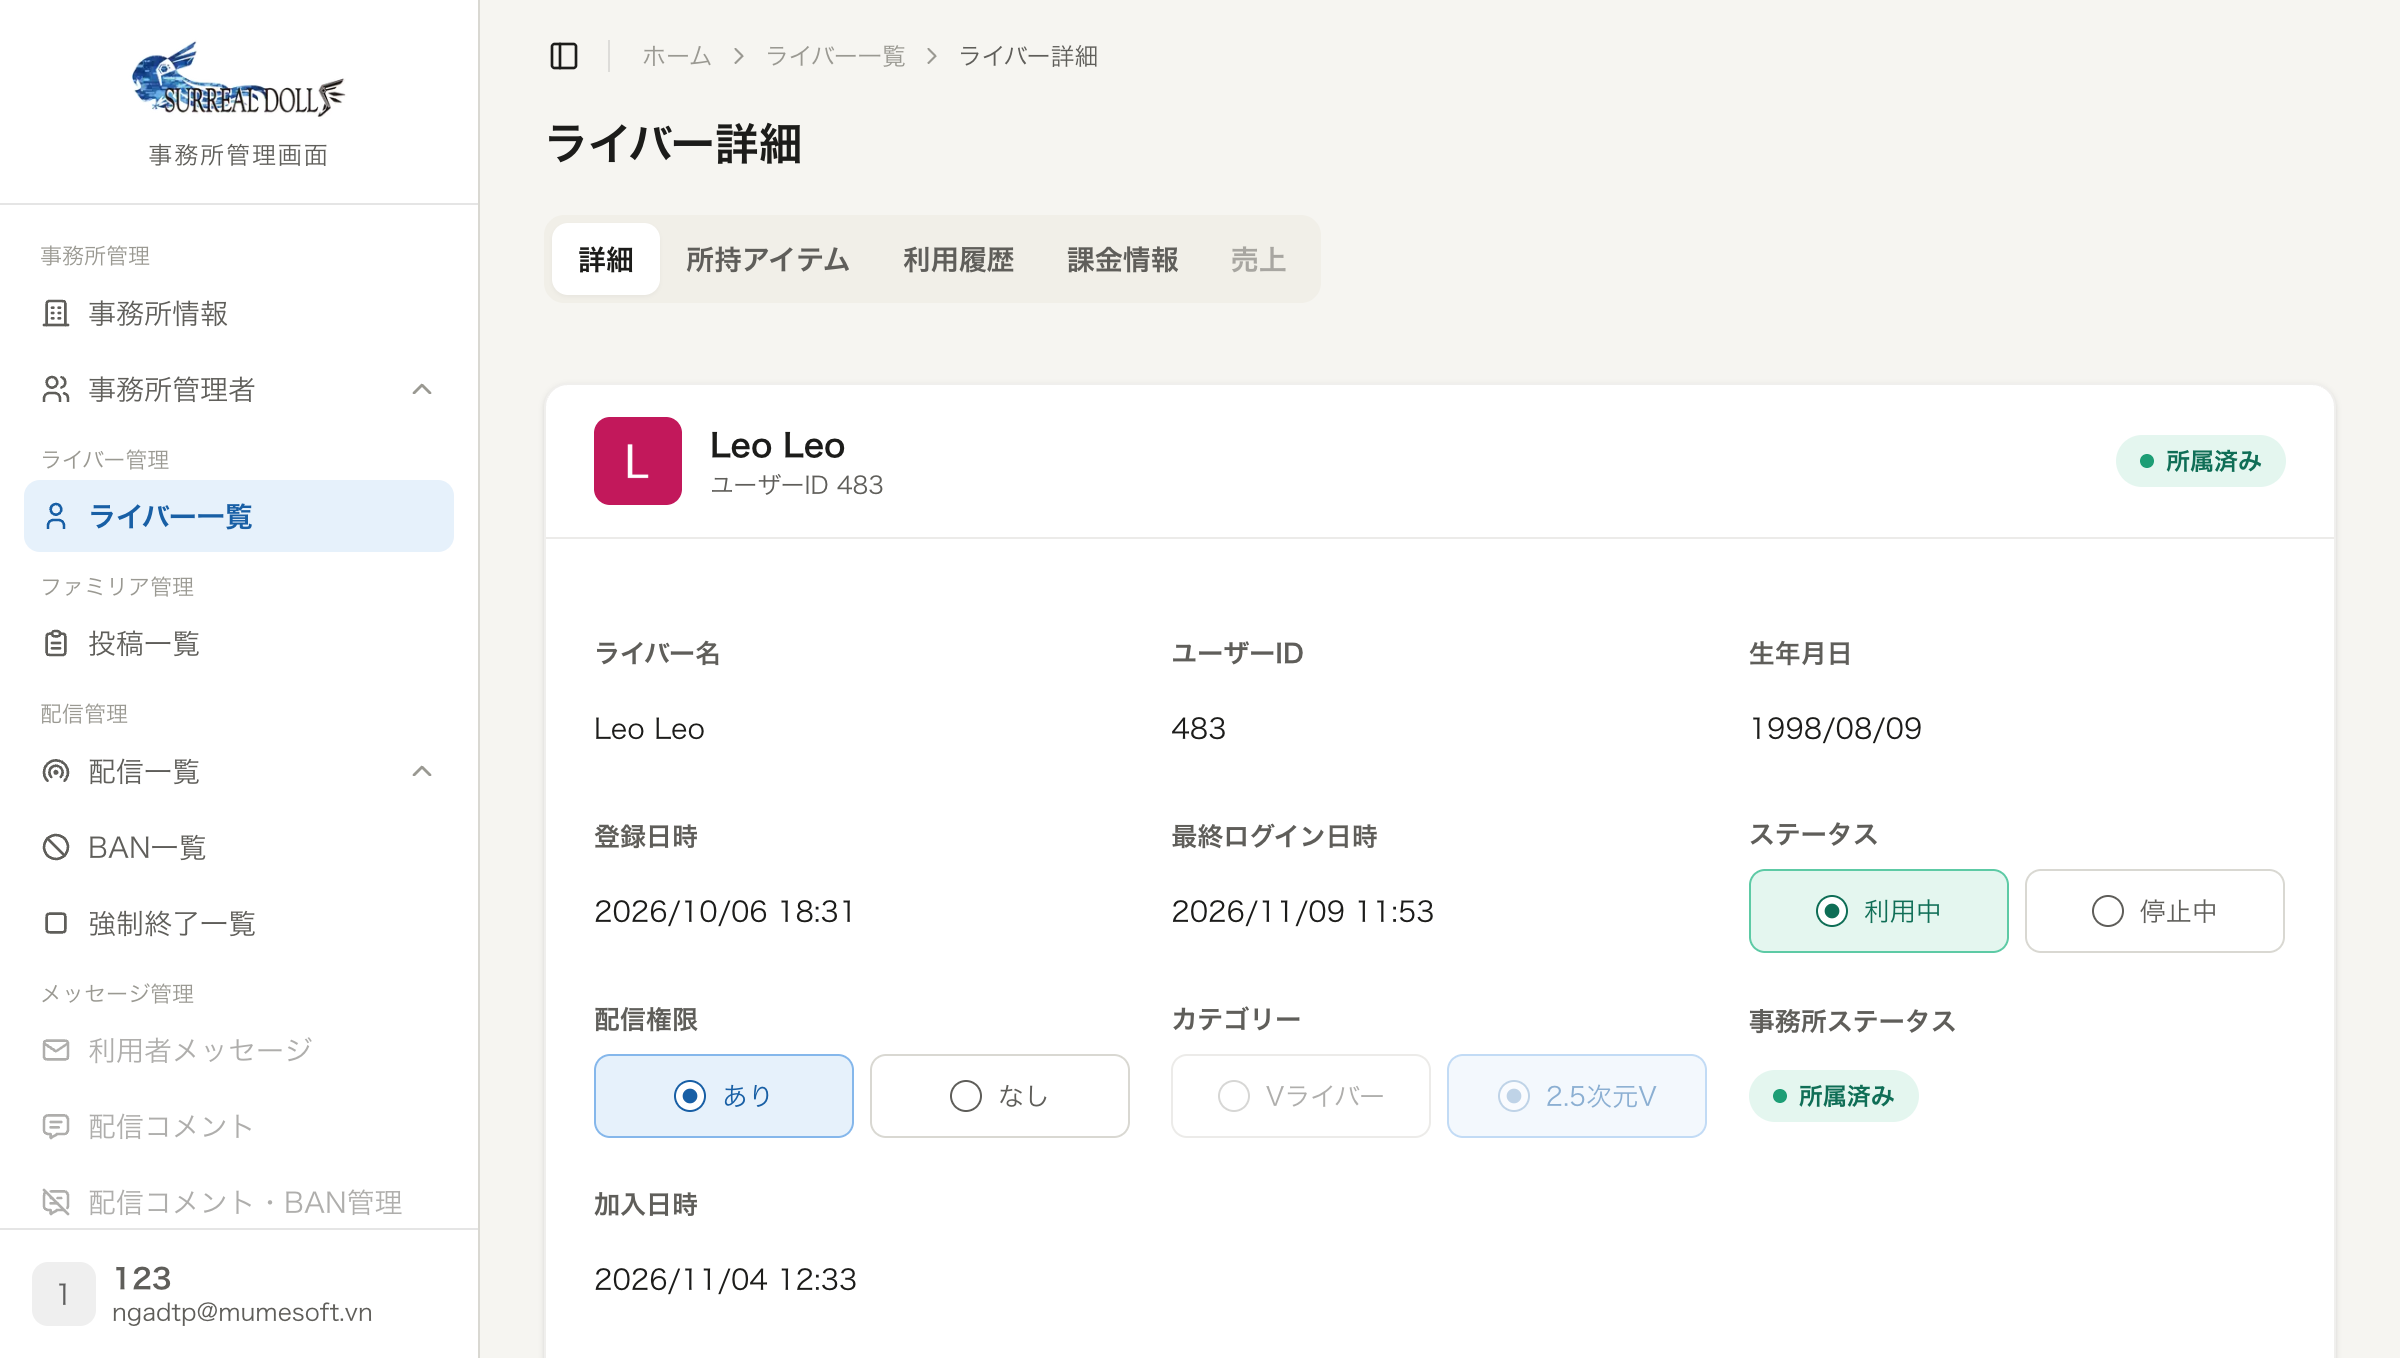 SURREAL DOLLS
事務所管理画面
事務所管理
事務所情報
事務所管理者
ライバー管理
ライバー一覧
ファミリア管理
投稿一覧
配信管理
配信一覧
BAN一覧
強制終了一覧
メッセージ管理
利用者メッセージ
配信コメント
配信コメント・BAN管理
1
123
ngadtp@mumesoft.vn
ホーム
ライバー一覧
ライバー詳細
ライバー詳細
詳細 所持アイテム 利用履歴 課金情報 売上
L
Leo Leo
ユーザーID 483
所属済み
ライバー名 ユーザーID 生年月日
Leo Leo 483 1998/08/09
登録日時 最終ログイン日時 ステータス
2026/10/06 18:31 2026/11/09 11:53 利用中 停止中
配信権限 カテゴリー 事務所ステータス
あり なし Vライバー 2.5次元V 所属済み
加入日時
2026/11/04 12:33